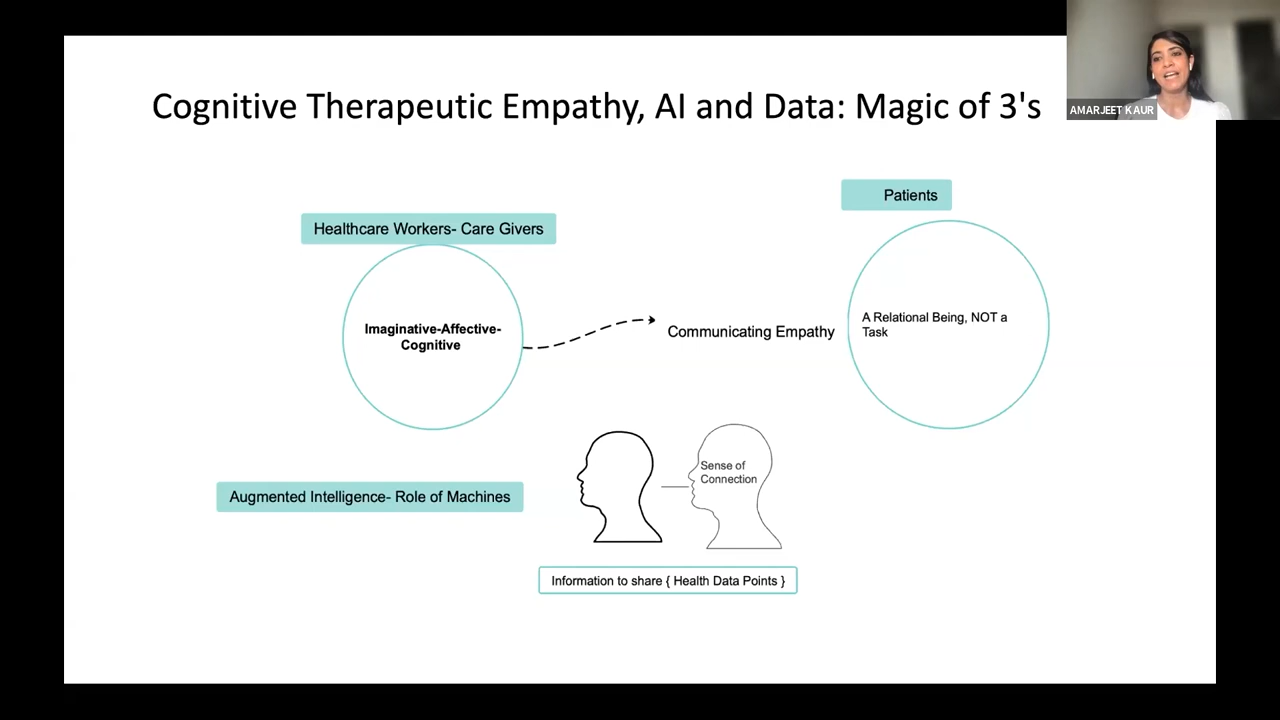 Cognitive Therapeutic Empathy, AI and Data: Magic of 3's
AMARJEET KAUR
Patients
Healthcare Workers- Care Givers
Imaginative-Affective-
Cognitive
Communicating Empathy
A Relational Being, NOT a
Task
Sense of
Connection
Augmented Intelligence- Role of Machines
Information to share { Health Data Points }